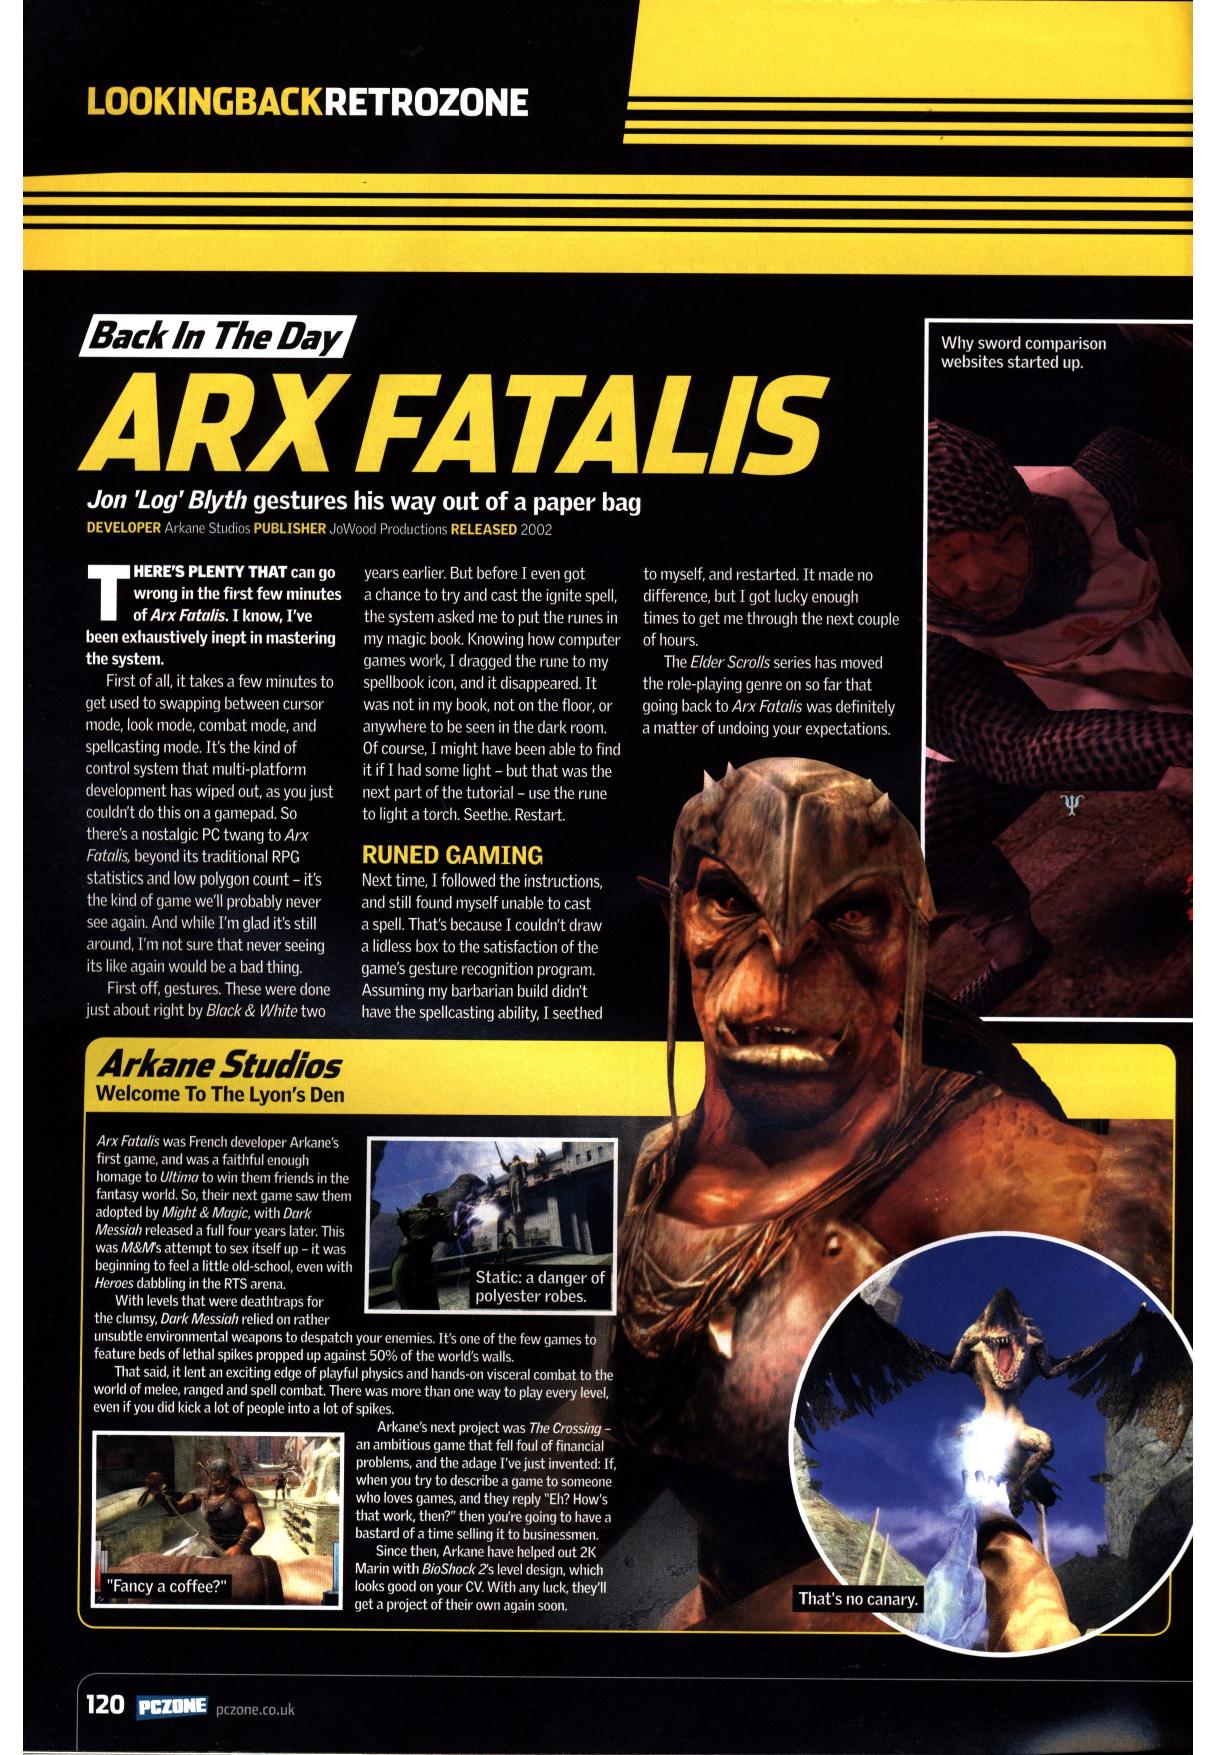 LOOKINGBACKRETROZONE
Back In The Day
ARX FATALIS
Jon 'Log' Blyth gestures his way out of a paper bag
DEVELOPER Arkane Studios PUBLISHER JoWood Productions RELEASED 2002
THERE'S PLENTY THAT can go
wrong in the first few minutes
of Arx Fatalis. I know, I've
been exhaustively inept in mastering
the system.
First of all, it takes a few minutes to
get used to swapping between cursor
mode, look mode, combat mode, and
spellcasting mode. It's the kind of
control system that multi-platform
development has wiped out, as you just
couldn't do this on a gamepad. So
there's a nostalgic PC twang to Arx
Fatalis, beyond its traditional RPG
statistics and low polygon count – it's
the kind of game we'll probably never
see again. And while I'm glad it's still
around, I'm not sure that never seeing
its like again would be a bad thing.
First off, gestures. These were done
just about right by Black & White two
years earlier. But before I even got
a chance to try and cast the ignite spell,
the system asked me to put the runes in
my magic book. Knowing how computer
games work, I dragged the rune to my
spellbook icon, and it disappeared. It
was not in my book, not on the floor, or
anywhere to be seen in the dark room.
Of course, I might have been able to find
it if I had some light – but that was the
next part of the tutorial – use the rune
to light a torch. Seethe. Restart.
RUNED GAMING
Next time, I followed the instructions,
and still found myself unable to cast
a spell. That's because I couldn't draw
a lidless box to the satisfaction of the
game's gesture recognition program.
Assuming my barbarian build didn't
have the spellcasting ability, I seethed
to myself, and restarted. It made no
difference, but I got lucky enough
times to get me through the next couple
of hours.
The Elder Scrolls series has moved
the role-playing genre on so far that
going back to Arx Fatalis was definitely
a matter of undoing your expectations.
Why sword comparison
websites started up.
Arkane Studios
Welcome To The Lyon's Den
Arx Fatalis was French developer Arkane's
first game, and was a faithful enough
homage to Ultima to win them friends in the
fantasy world. So, their next game saw them
adopted by Might & Magic, with Dark
Messiah released a full four years later. This
was M&M's attempt to sex itself up – it was
beginning to feel a little old-school, even with
Heroes dabbling in the RTS arena.
With levels that were deathtraps for
the clumsy, Dark Messiah relied on rather
unsubtle environmental weapons to despatch your enemies. It's one of the few games to
feature beds of lethal spikes propped up against 50% of the world's walls.
That said, it lent an exciting edge of playful physics and hands-on visceral combat to the
world of melee, ranged and spell combat. There was more than one way to play every level,
even if you did kick a lot of people into a lot of spikes.
Arkane's next project was The Crossing –
an ambitious game that fell foul of financial
problems, and the adage I've just invented: If,
when you try to describe a game to someone
who loves games, and they reply "Eh? How's
that work, then?" then you're going to have a
bastard of a time selling it to businessmen.
Since then, Arkane have helped out 2K
Marin with BioShock 2's level design, which
looks good on your CV. With any luck, they'll
get a project of their own again soon.
Static: a danger of
polyester robes.
"Fancy a coffee?"
That's no canary.
120 PCZONE pczone.co.uk